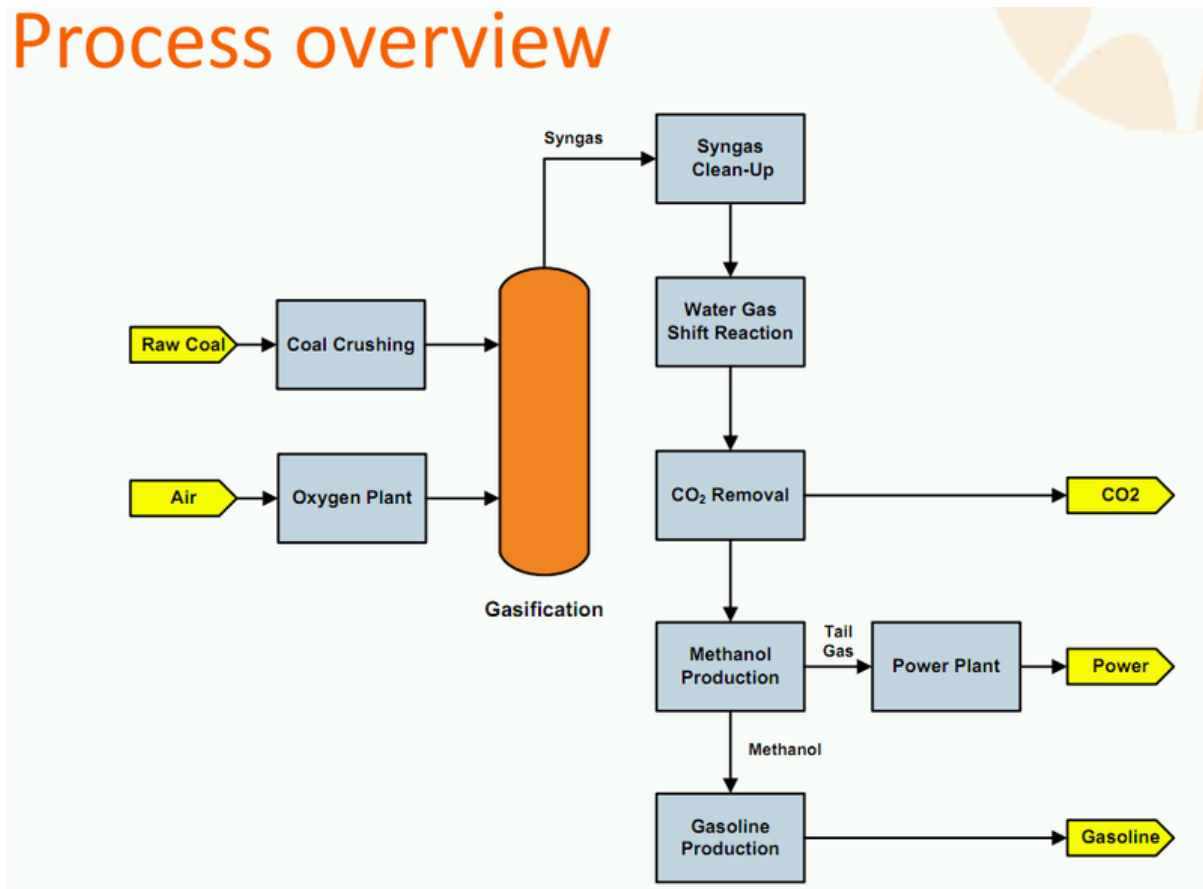 Process overview
Syngas
Syngas
Clean-Up
Water Gas
Shift Reaction
Raw Coal
Coal Crushing
Air
Oxygen Plant
CO₂ Removal
CO2
Gasification
Methanol
Production
Tail
Gas
Power Plant
Power
Methanol
Gasoline
Production
Gasoline